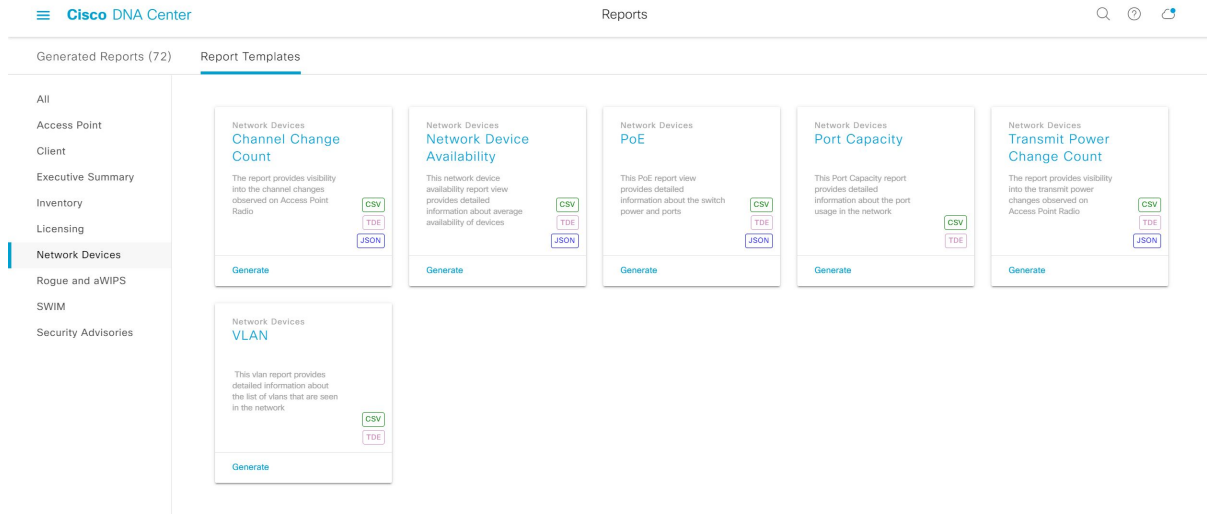 Cisco DNA Center
Reports
Generated Reports (72)
Report Templates
All
Access Point
Client
Executive Summary
Inventory
Licensing
Network Devices
Rogue and aWIPS
SWIM
Security Advisories
Network Devices
Channel Change
Count
The report provides visibility
into the channel changes
observed on Access Point
Radio
CSV
TDE
JSON
Generate
Network Devices
Network Device
Availability
This network device
availability report view
provides detailed
information about average
availability of devices
CSV
TDE
JSON
Generate
Network Devices
PoE
This PoE report view
provides detailed
information about the switch
power and ports
CSV
TDE
JSON
Generate
Network Devices
Port Capacity
This Port Capacity report
provides detailed
information about the port
usage in the network
CSV
TDE
Generate
Network Devices
Transmit Power
Change Count
The report provides visibility
into the transmit power
changes observed on
Access Point Radio
CSV
TDE
JSON
Generate
Network Devices
VLAN
This vlan report provides
detailed information about
the list of vlans that are seen
in the network
CSV
TDE
Generate